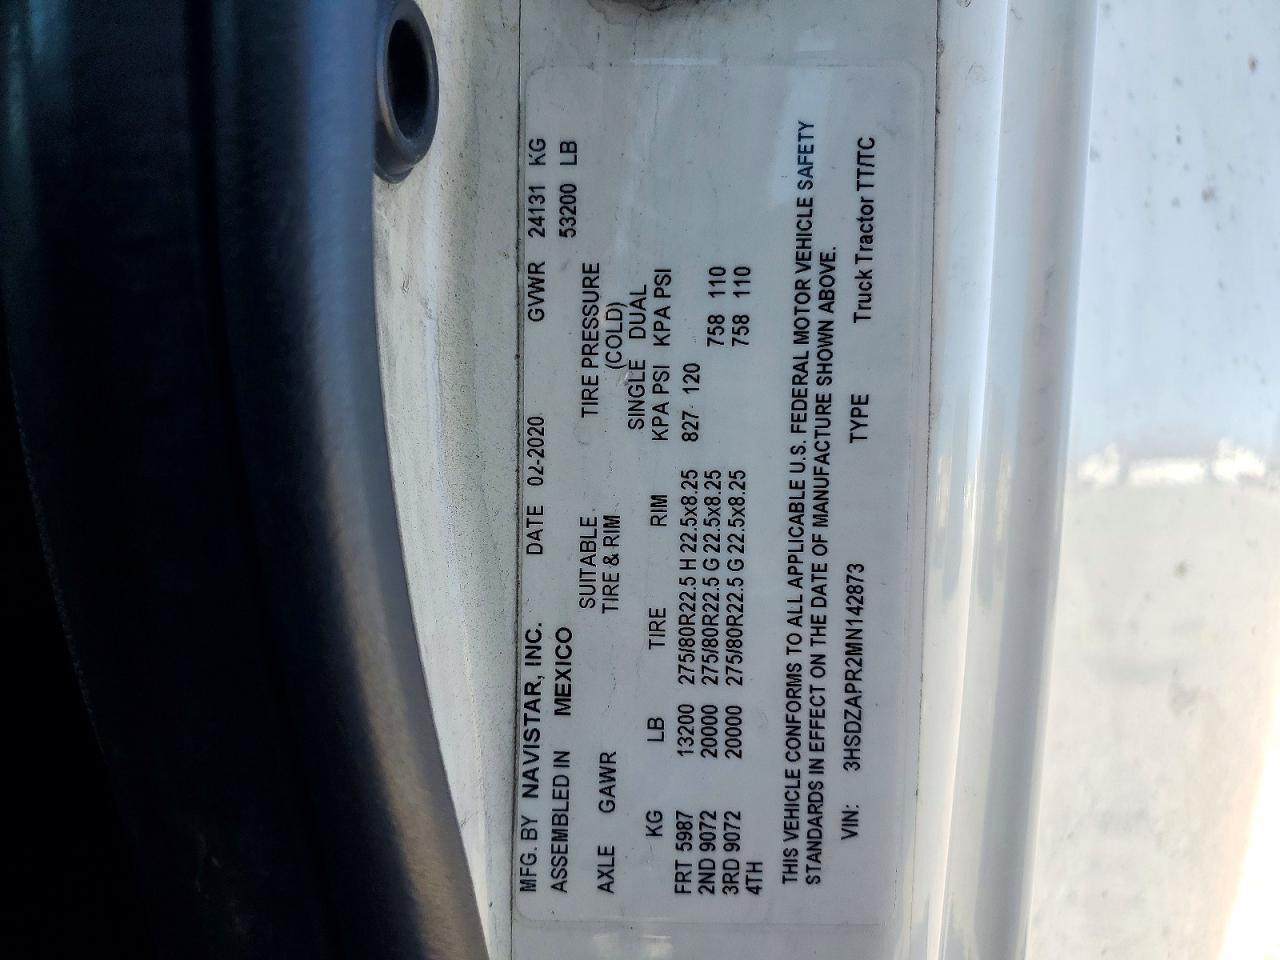 MFG. BY NAVISTAR, INC. DATE 02-2020 GVWR 24131 KG
ASSEMBLED IN MEXICO 53200 LB
SUITABLE TIRE PRESSURE
AXLE GAWR TIRE & RIM (COLD)
SINGLE DUAL
KG LB TIRE RIM KPA PSI KPA PSI
FRT 5987 13200 275/80R22.5 H 22.5x8.25 827 120
2ND 9072 20000 275/80R22.5 G 22.5x8.25 758 110
3RD 9072 20000 275/80R22.5 G 22.5x8.25 758 110
4TH
THIS VEHICLE CONFORMS TO ALL APPLICABLE U.S. FEDERAL MOTOR VEHICLE SAFETY
STANDARDS IN EFFECT ON THE DATE OF MANUFACTURE SHOWN ABOVE.
VIN: 3HSDZAPR2MN142873 TYPE Truck Tractor TT/TC